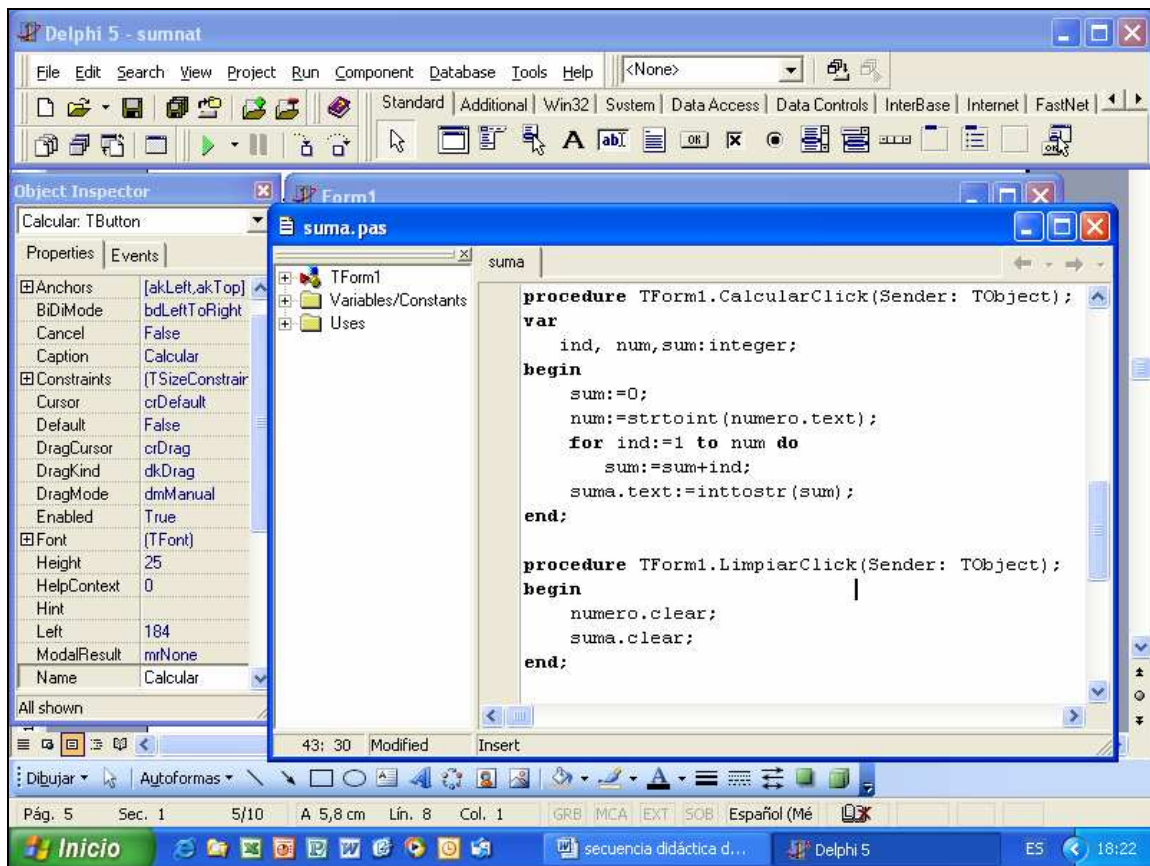 Delphi 5 - sumnat
File Edit Search View Project Run Component Database Tools Help <None>
Standard Additional Win32 System Data Access Data Controls InterBase Internet FastNet
Object Inspector
Calcular: TButton
Properties Events
Anchors [akLeft,akTop]
BiDiMode bdLeftToRight
Cancel False
Caption Calcular
Constraints (TSizeConstrair
Cursor crDefault
Default False
DragCursor crDrag
DragKind dkDrag
DragMode dmManual
Enabled True
Font (TFont)
Height 25
HelpContext 0
Hint
Left 184
ModalResult mrNone
Name Calcular
All shown
Form1
suma.pas
TForm1
Variables/Constants
Uses
suma
procedure TForm1.CalcularClick(Sender: TObject);
var
ind, num,sum:integer;
begin
sum:=0;
num:=strtoint(numero.text);
for ind:=1 to num do
sum:=sum+ind;
suma.text:=inttostr(sum);
end;
procedure TForm1.LimpiarClick(Sender: TObject);
begin
numero.clear;
suma.clear;
end;
43: 30 Modified Insert
Dibujar Autoformas
Pág. 5 Sec. 1 5/10 A 5,8 cm Lín. 8 Col. 1 GRB MCA EXT SOB Español (Mé
Inicio secuencia didáctica d... Delphi 5 ES 18:22